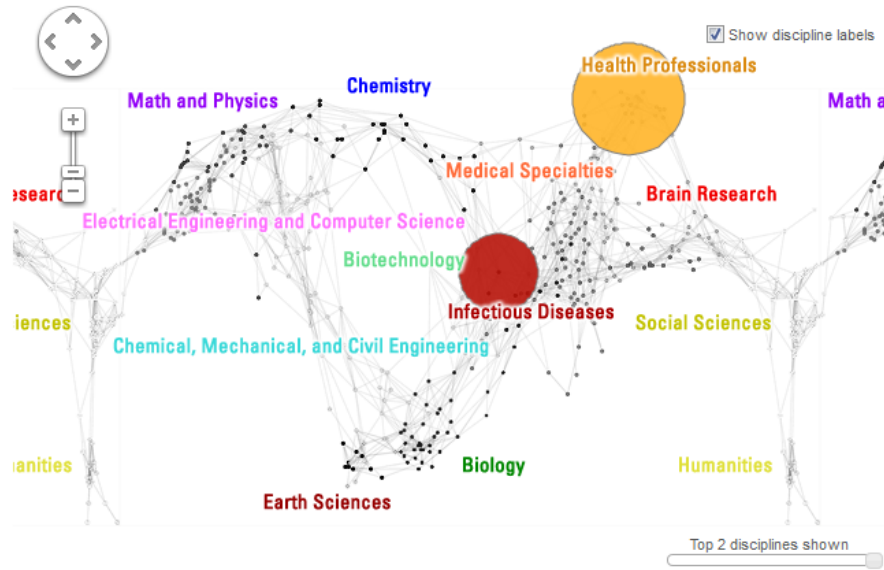 Show discipline labels
Health Professionals
Chemistry
Math and Physics
Math a
Medical Specialties
esearc
Brain Research
Electrical Engineering and Computer Science
Biotechnology
Infectious Diseases
iences
Social Sciences
Chemical, Mechanical, and Civil Engineering
anities
Biology
Humanities
Earth Sciences
Top 2 disciplines shown